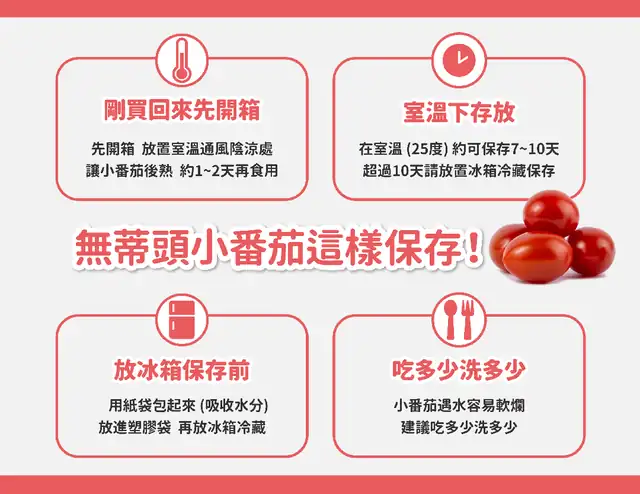 剛買回來先開箱
先開箱 放置室溫通風陰涼處
讓小番茄後熟 約1~2天再食用
室溫下存放
在室溫 (25度) 約可保存7~10天
超過10天請放置冰箱冷藏保存
無蒂頭小番茄這樣保存！
放冰箱保存前
用紙袋包起來 (吸收水分)
放進塑膠袋 再放冰箱冷藏
吃多少洗多少
小番茄遇水容易軟爛
建議吃多少洗多少